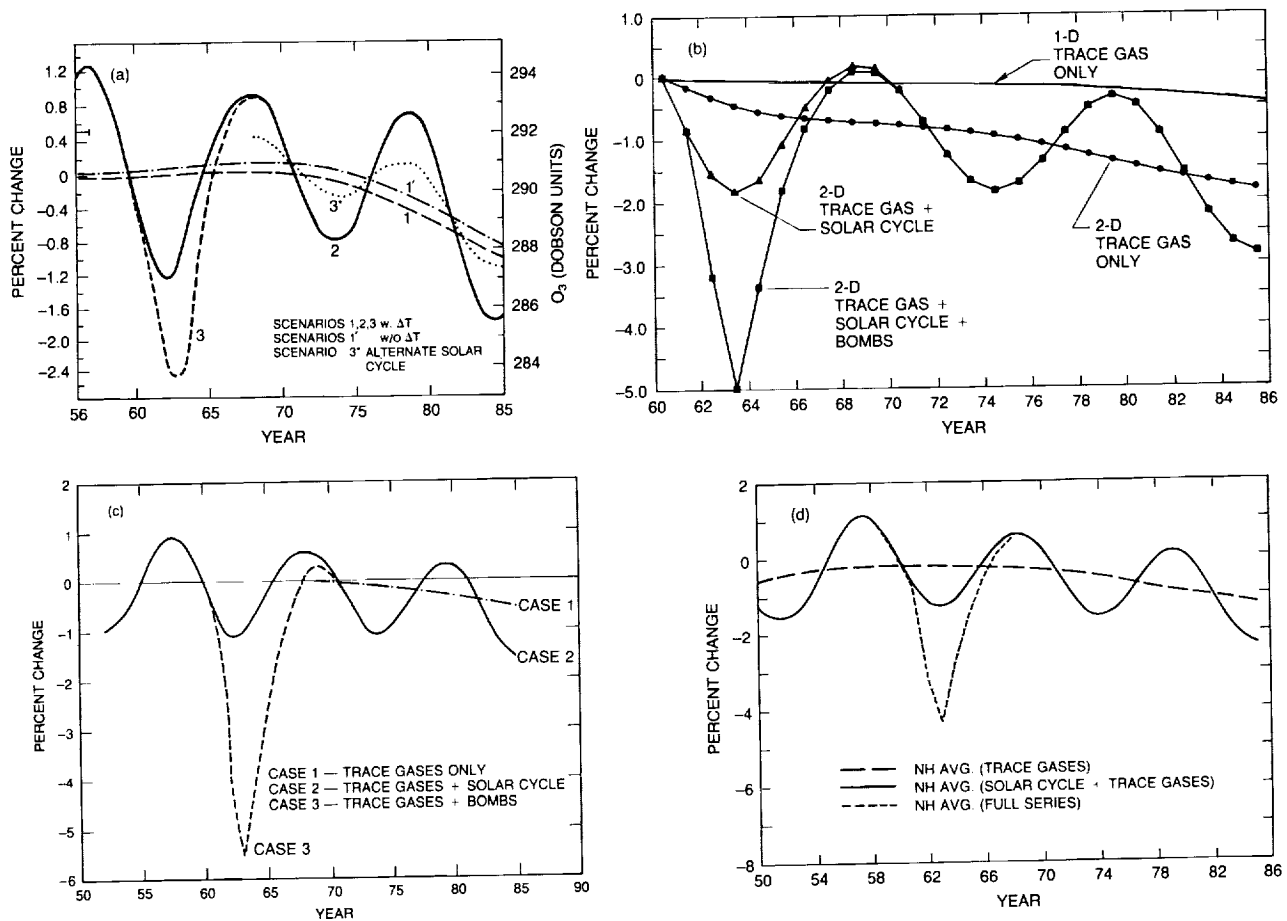 (a)
PERCENT CHANGE
1.2
0.8
0.4
0
-0.4
-0.8
-1.2
-1.6
-2.0
-2.4
1
1´
1
2
3
SCENARIOS 1,2,3 w. ΔT
SCENARIOS 1´ w/o ΔT
SCENARIO 3" ALTERNATE SOLAR
CYCLE
294
292
291
290
289
288
286
284
O₃ (DOBSON UNITS)
56 60 65 70 75 80 85
YEAR
(b)
PERCENT CHANGE
1.0
0
-1.0
-2.0
-3.0
-4.0
-5.0
1-D
TRACE GAS
ONLY
2-D
TRACE GAS +
SOLAR CYCLE
2-D
TRACE GAS +
SOLAR CYCLE +
BOMBS
2-D
TRACE GAS
ONLY
60 62 64 66 68 70 72 74 76 78 80 82 84 86
YEAR
(c)
PERCENT CHANGE
2
1
0
-1
-2
-3
-4
-5
-6
CASE 1
CASE 2
CASE 1 — TRACE GASES ONLY
CASE 2 — TRACE GASES + SOLAR CYCLE
CASE 3 — TRACE GASES + BOMBS
CASE 3
50 55 60 65 70 75 80 85 90
YEAR
(d)
PERCENT CHANGE
2
0
-2
-4
-6
-8
NH AVG. (TRACE GASES)
NH AVG. (SOLAR CYCLE + TRACE GASES)
NH AVG. (FULL SERIES)
50 54 58 62 66 70 74 78 82 86
YEAR